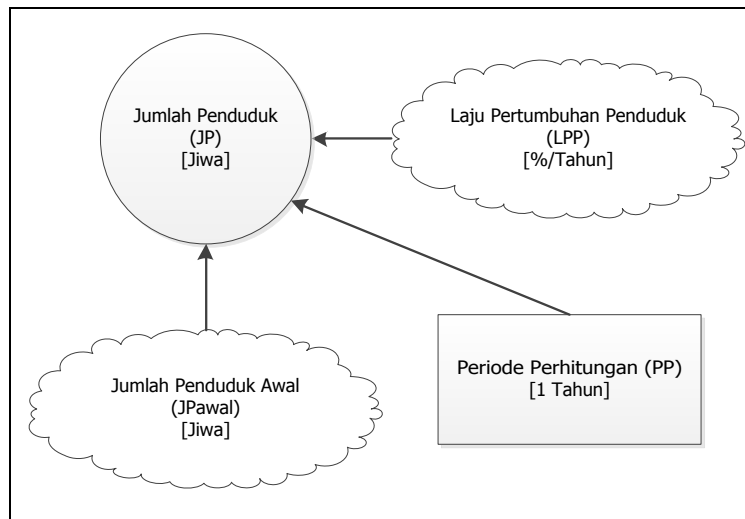 Jumlah Penduduk
(JP)
[Jiwa]
Laju Pertumbuhan Penduduk
(LPP)
[%/Tahun]
Jumlah Penduduk Awal
(JPawal)
[Jiwa]
Periode Perhitungan (PP)
[1 Tahun]